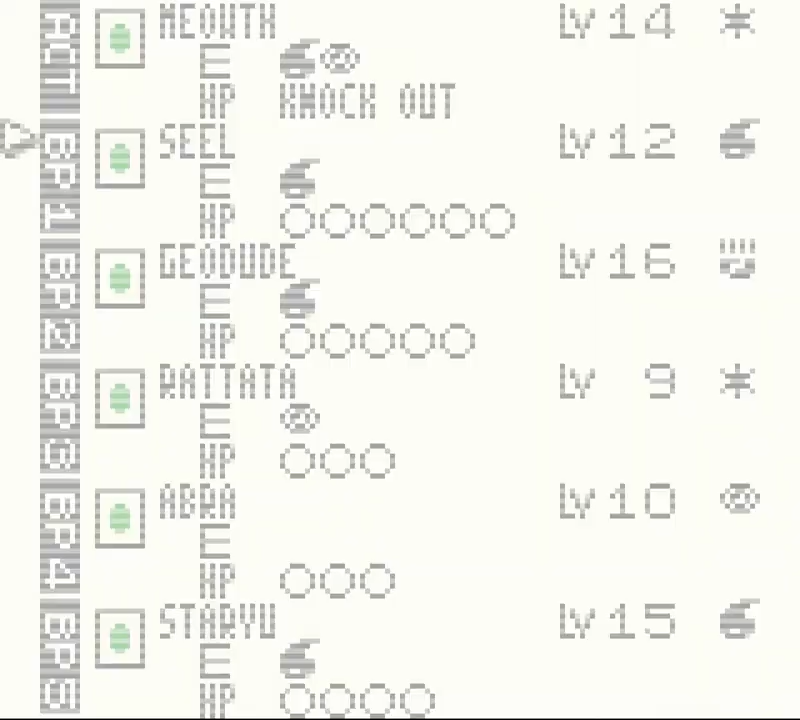 ACT MEOWTH Lv14
E
HP KNOCK OUT
BP1 SEEL Lv12
E
HP
BP2 GEODUDE Lv16
E
HP
BP3 RATTATA Lv 9
E
HP
BP4 ABRA Lv10
E
HP
BP5 STARYU Lv15
E
HP